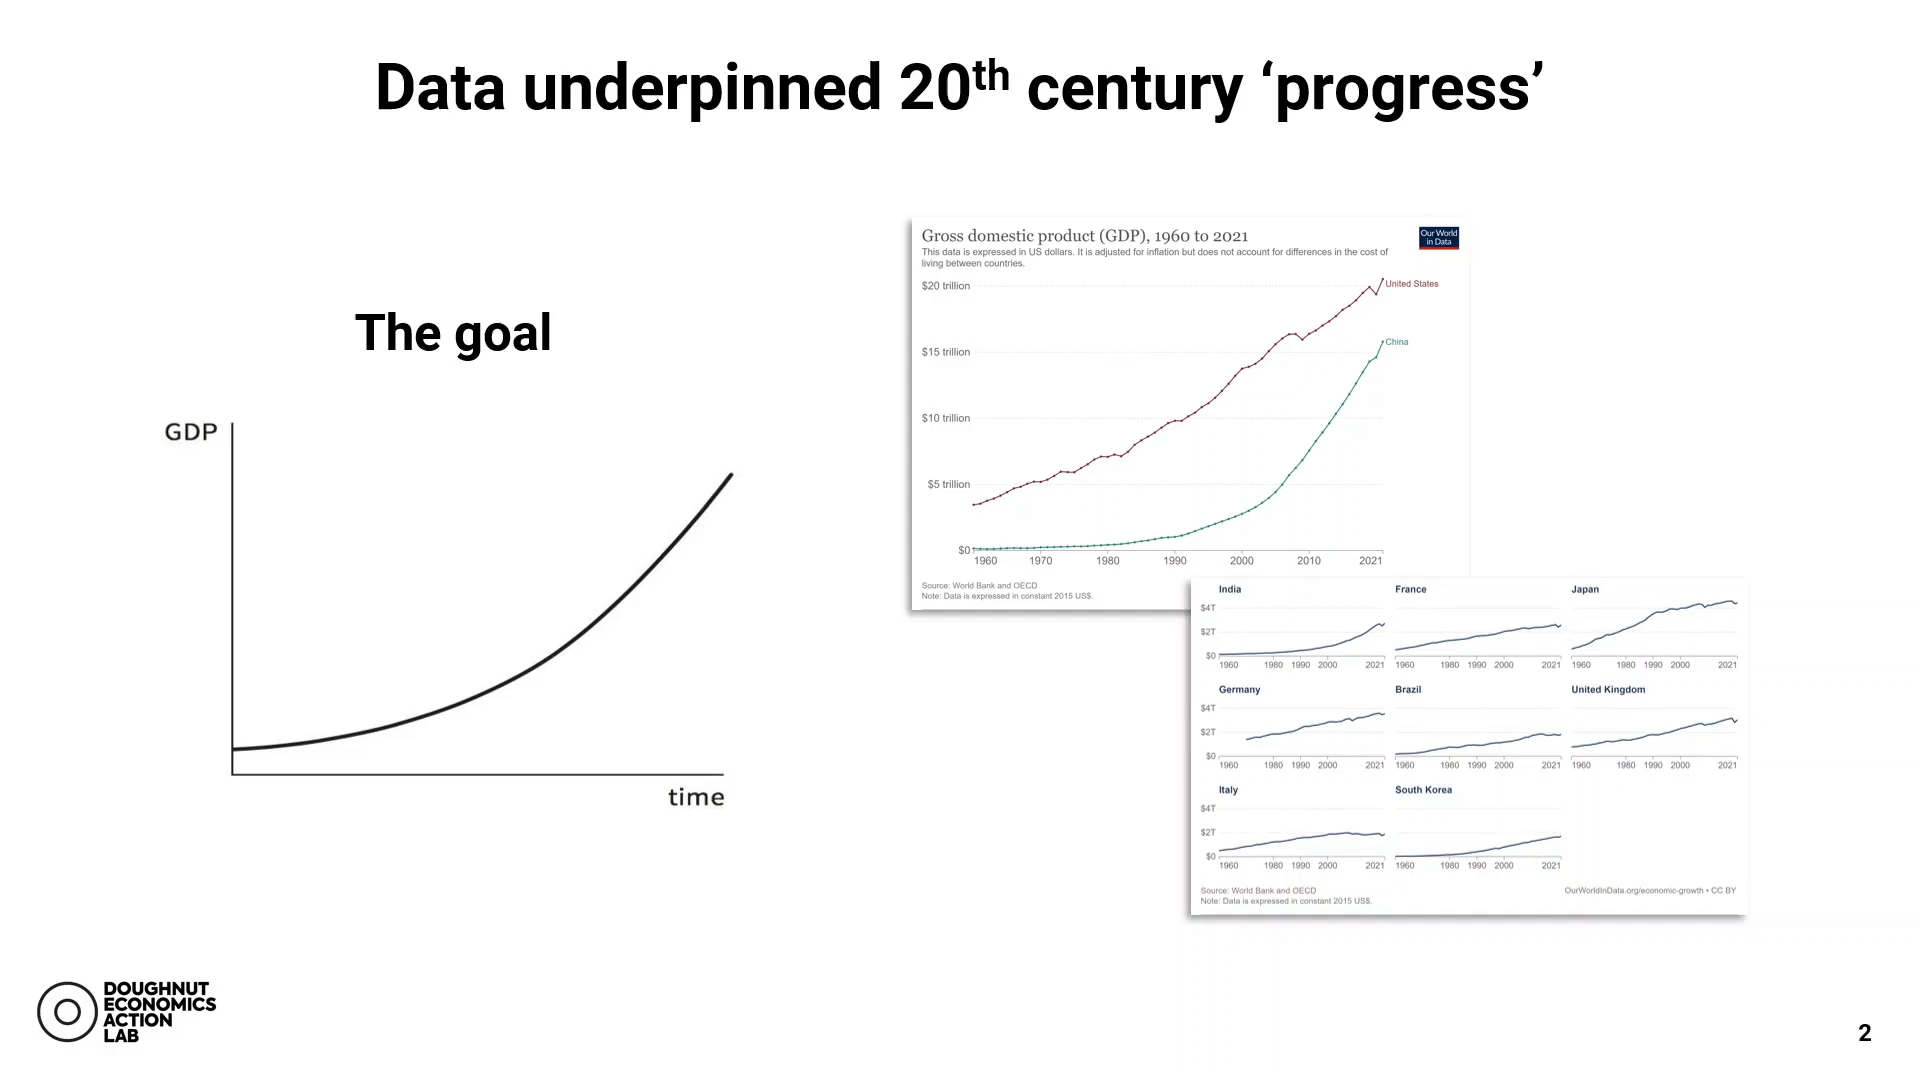 Data underpinned 20th century ‘progress’
The goal
GDP
time
Gross domestic product (GDP), 1960 to 2021
This data is expressed in US dollars. It is adjusted for inflation but does not account for differences in the cost of
living between countries.
Our World
in Data
$20 trillion
$15 trillion
$10 trillion
$5 trillion
$0
United States
China
1960 1970 1980 1990 2000 2010 2021
Source: World Bank and OECD
Note: Data is expressed in constant 2015 US$.
India France Japan
$4T
$2T
$0
1960 1980 1990 2000 2021 1960 1980 1990 2000 2021 1960 1980 1990 2000 2021
Germany Brazil United Kingdom
$4T
$2T
$0
1960 1980 1990 2000 2021 1960 1980 1990 2000 2021 1960 1980 1990 2000 2021
Italy South Korea
$4T
$2T
$0
1960 1980 1990 2000 2021 1960 1980 1990 2000 2021
Source: World Bank and OECD
Note: Data is expressed in constant 2015 US$.
OurWorldInData.org/economic-growth • CC BY
DOUGHNUT
ECONOMICS
ACTION
LAB
2